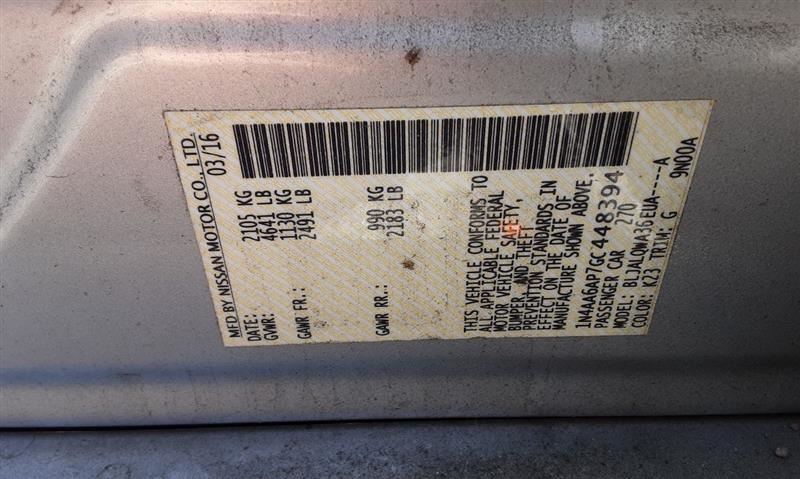 MFD BY NISSAN MOTOR CO., LTD.
DATE: 03/16
GVWR: 2105 KG
4641 LB
GAWR FR.: 1130 KG
2491 LB
GAWR RR.: 990 KG
2183 LB
THIS VEHICLE CONFORMS TO
ALL APPLICABLE FEDERAL
MOTOR VEHICLE SAFETY,
BUMPER, AND THEFT
PREVENTION STANDARDS IN
EFFECT ON THE DATE OF
MANUFACTURE SHOWN ABOVE.
1N4AA6AP7GC448394
PASSENGER CAR 270
MODEL: BLJALQWA36EUA----A
COLOR: K23 TRIM: G 9N00A